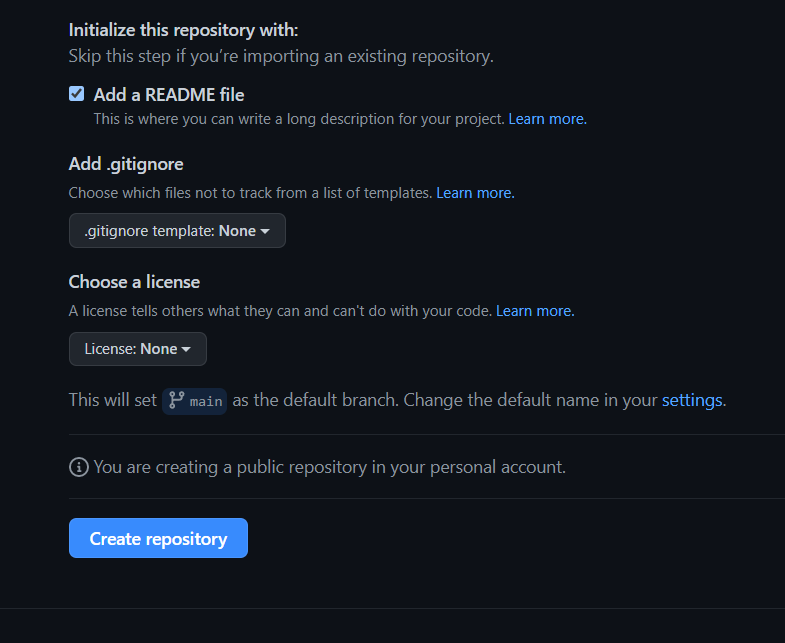 Initialize this repository with:
Skip this step if you're importing an existing repository.
Add a README file
This is where you can write a long description for your project. Learn more.
Add .gitignore
Choose which files not to track from a list of templates. Learn more.
.gitignore template: None
Choose a license
A license tells others what they can and can't do with your code. Learn more.
License: None
This will set main as the default branch. Change the default name in your settings.
You are creating a public repository in your personal account.
Create repository